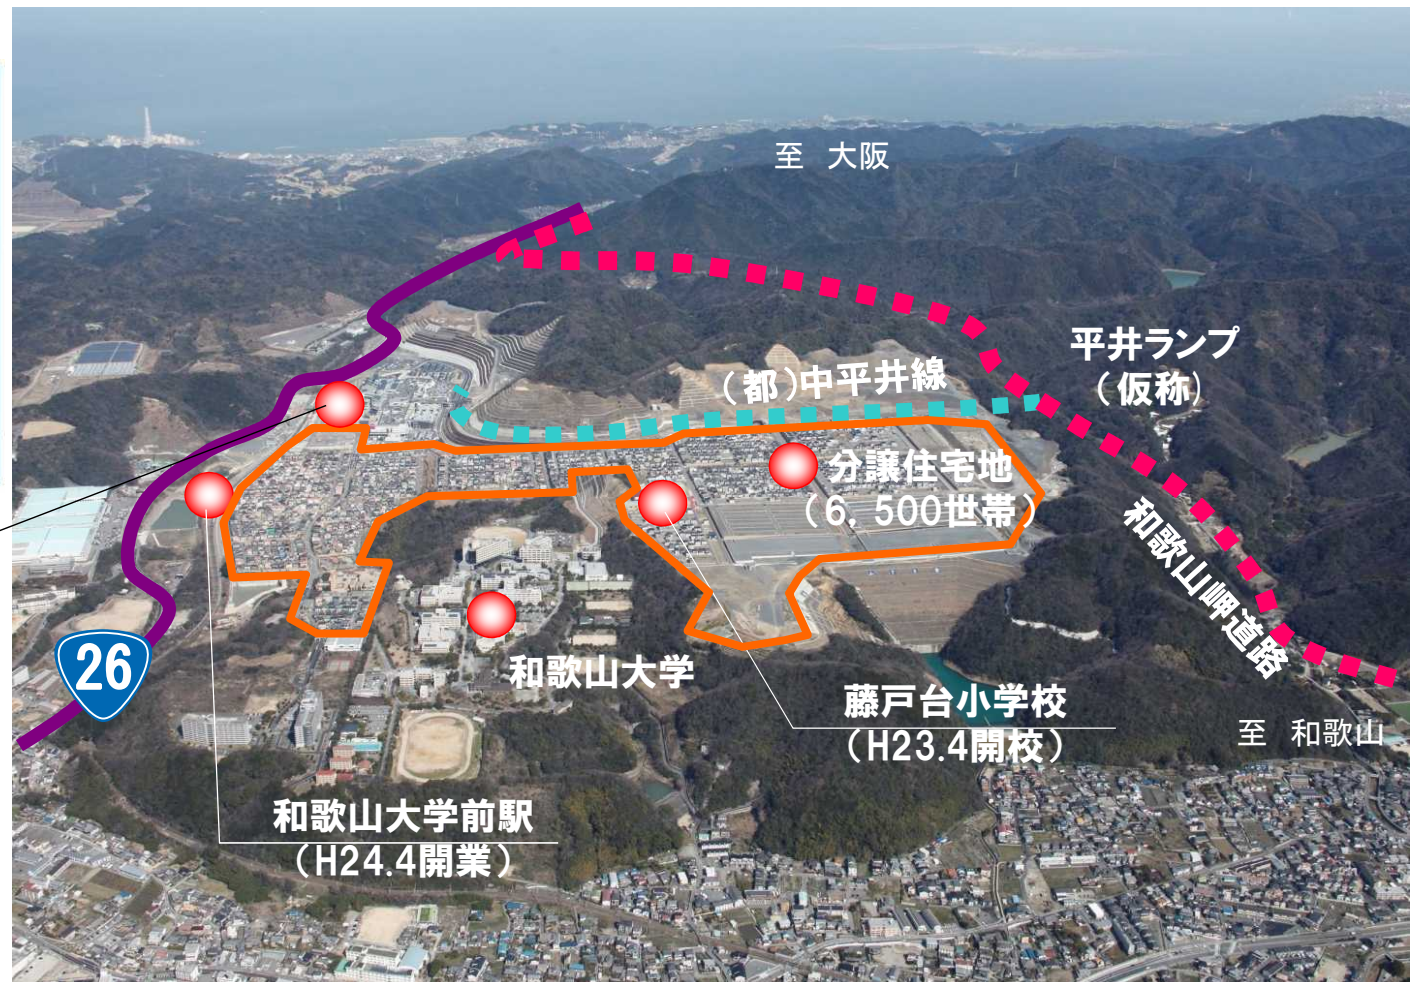 至 大阪
平井ランプ
（仮称）
（都）中平井線
分譲住宅地
（6，500世帯）
和歌山岬道路
26
和歌山大学
藤戸台小学校
（H23.4開校）
至 和歌山
和歌山大学前駅
（H24.4開業）